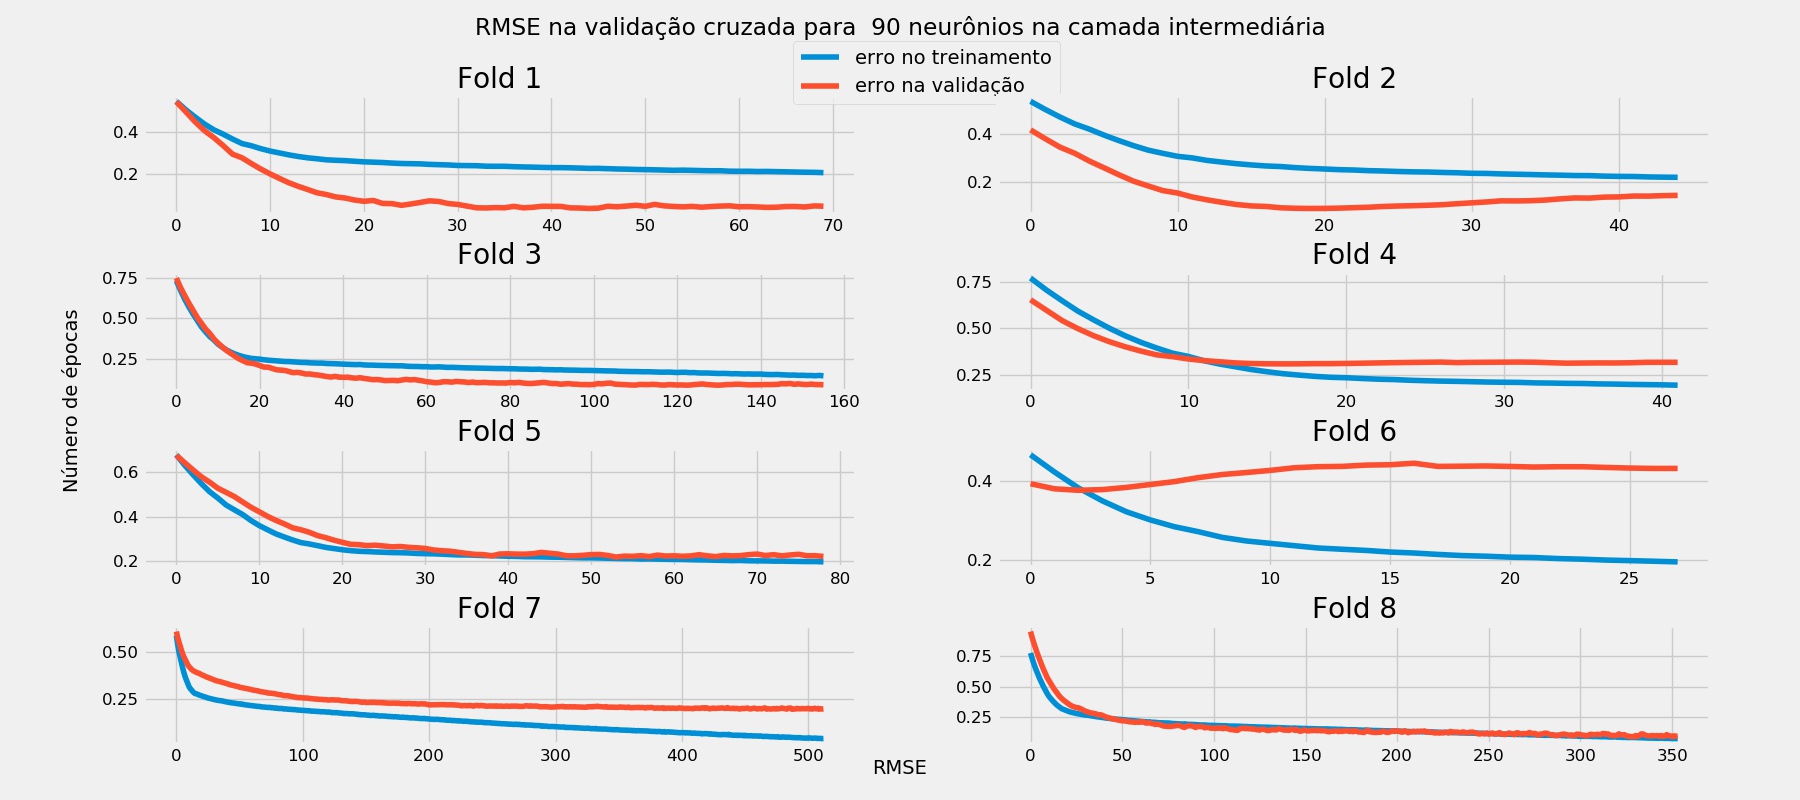 RMSE na validação cruzada para  90 neurônios na camada intermediária
erro no treinamento
erro na validação
Fold 1
0.4
0.2
0 10 20 30 40 50 60 70
Fold 2
0.4
0.2
0 10 20 30 40
Fold 3
0.75
0.50
0.25
0 20 40 60 80 100 120 140 160
Fold 4
0.75
0.50
0.25
0 10 20 30 40
Fold 5
0.6
0.4
0.2
0 10 20 30 40 50 60 70 80
Fold 6
0.4
0.2
0 5 10 15 20 25
Fold 7
0.50
0.25
0 100 200 300 400 500
Fold 8
0.75
0.50
0.25
0 50 100 150 200 250 300 350
Número de épocas
RMSE